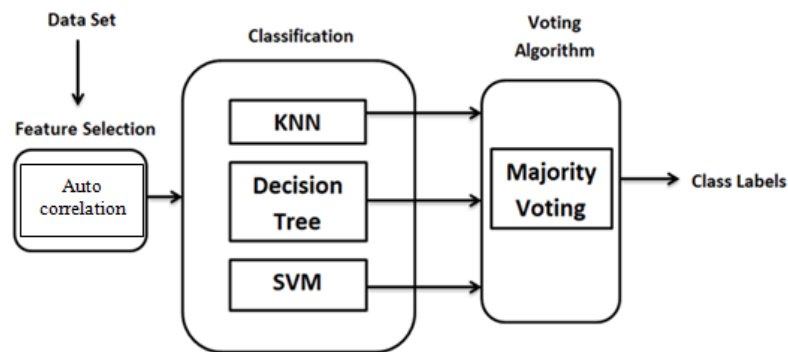 Data Set
Feature Selection
Auto
correlation
Classification
KNN
Decision
Tree
SVM
Voting
Algorithm
Majority
Voting
Class Labels